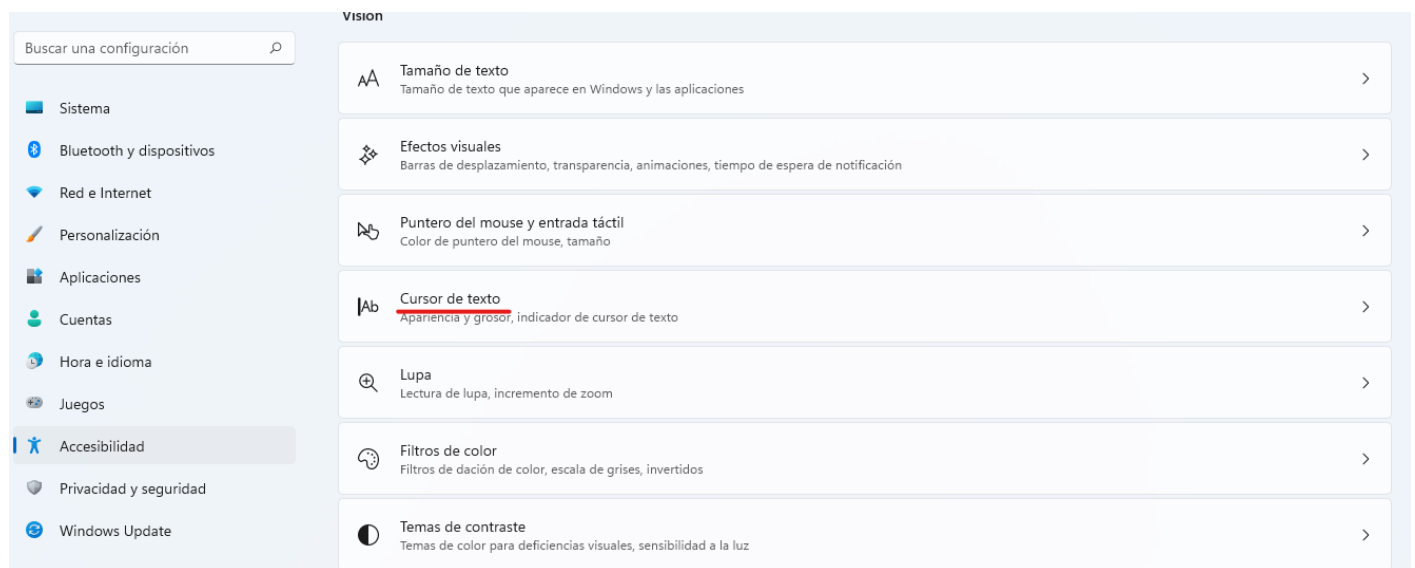 Visión
Buscar una configuración
Sistema
Bluetooth y dispositivos
Red e Internet
Personalización
Aplicaciones
Cuentas
Hora e idioma
Juegos
Accesibilidad
Privacidad y seguridad
Windows Update
Tamaño de texto
Tamaño de texto que aparece en Windows y las aplicaciones
Efectos visuales
Barras de desplazamiento, transparencia, animaciones, tiempo de espera de notificación
Puntero del mouse y entrada táctil
Color de puntero del mouse, tamaño
Cursor de texto
Apariencia y grosor, indicador de cursor de texto
Lupa
Lectura de lupa, incremento de zoom
Filtros de color
Filtros de dación de color, escala de grises, invertidos
Temas de contraste
Temas de color para deficiencias visuales, sensibilidad a la luz